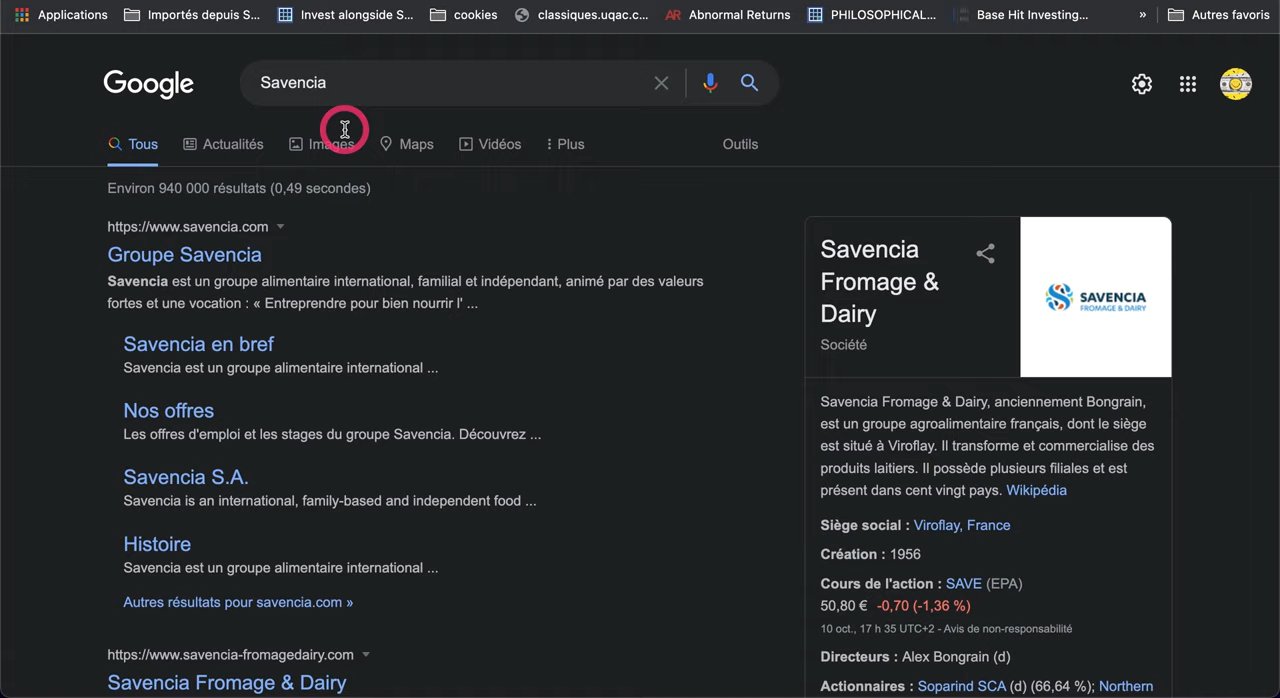 Applications
Importés depuis S...
Invest alongside S...
cookies
classiques.uqac.c...
AR Abnormal Returns
PHILOSOPHICAL...
Base Hit Investing...
»
Autres favoris
Google
Savencia
Tous
Actualités
Images
Maps
Vidéos
Plus
Outils
Environ 940 000 résultats (0,49 secondes)
https://www.savencia.com
Groupe Savencia
Savencia est un groupe alimentaire international, familial et indépendant, animé par des valeurs
fortes et une vocation : « Entreprendre pour bien nourrir l' ...
Savencia en bref
Savencia est un groupe alimentaire international ...
Nos offres
Les offres d'emploi et les stages du groupe Savencia. Découvrez ...
Savencia S.A.
Savencia is an international, family-based and independent food ...
Histoire
Savencia est un groupe alimentaire international ...
Autres résultats pour savencia.com »
https://www.savencia-fromagedairy.com
Savencia Fromage & Dairy
Savencia
Fromage &
Dairy
Société
SAVENCIA
FROMAGE & DAIRY
Savencia Fromage & Dairy, anciennement Bongrain,
est un groupe agroalimentaire français, dont le siège
est situé à Viroflay. Il transforme et commercialise des
produits laitiers. Il possède plusieurs filiales et est
présent dans cent vingt pays. Wikipédia
Siège social : Viroflay, France
Création : 1956
Cours de l'action : SAVE (EPA)
50,80 € -0,70 (-1,36 %)
10 oct., 17 h 35 UTC+2 - Avis de non-responsabilité
Directeurs : Alex Bongrain (d)
Actionnaires : Soparind SCA (d) (66,64 %); Northern